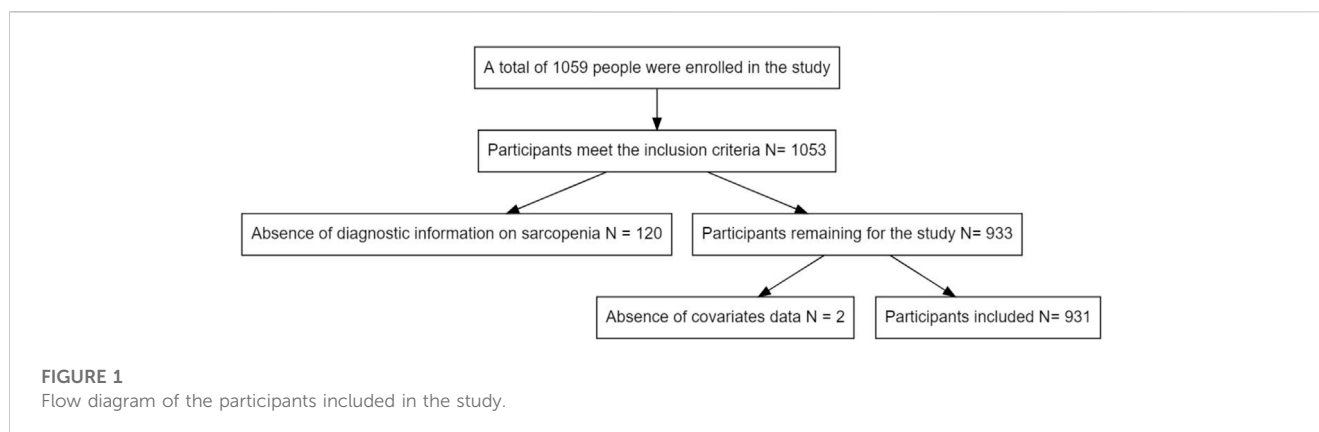 A total of 1059 people were enrolled in the study
Participants meet the inclusion criteria N= 1053
Absence of diagnostic information on sarcopenia N = 120
Participants remaining for the study N= 933
Absence of covariates data N = 2
Participants included N= 931
FIGURE 1
Flow diagram of the participants included in the study.